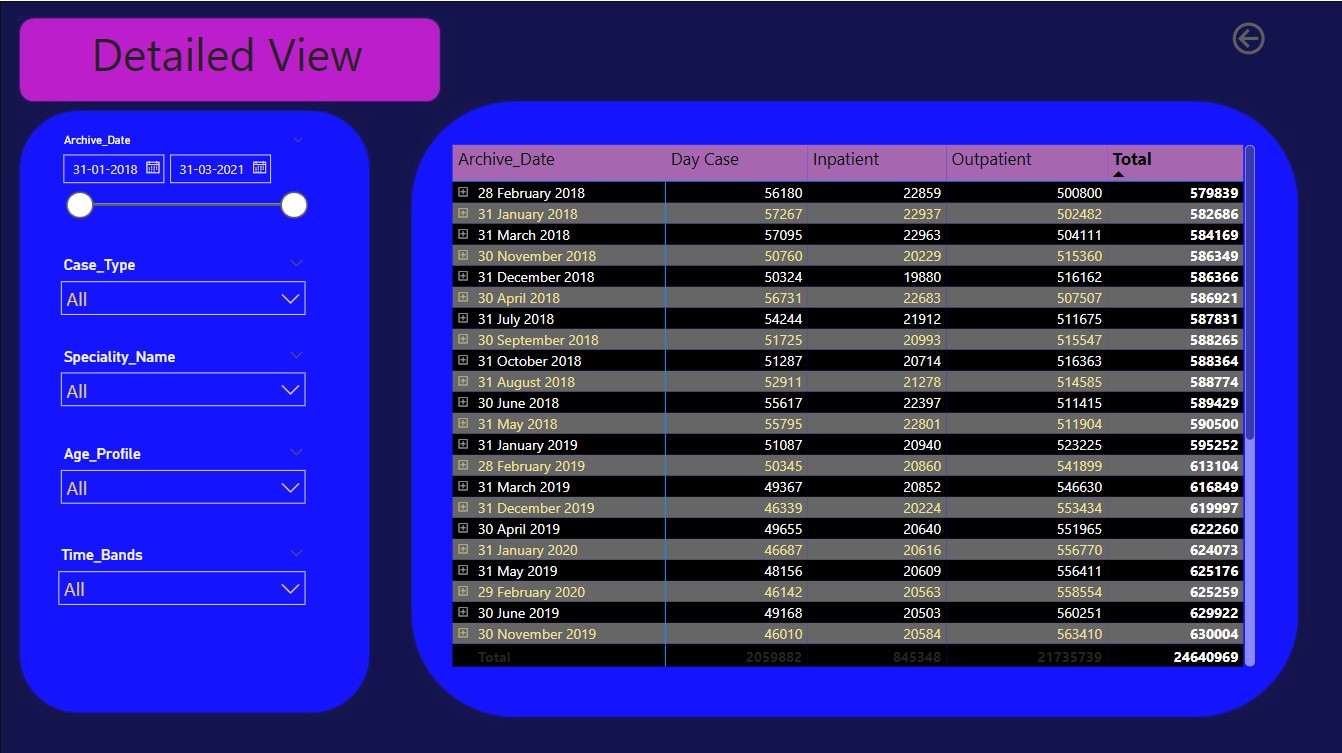 Detailed View
Archive_Date
31-01-2018 31-03-2021
Case_Type
All
Speciality_Name
All
Age_Profile
All
Time_Bands
All
Archive_Date Day Case Inpatient Outpatient Total
28 February 2018 56180 22859 500800 579839
31 January 2018 57267 22937 502482 582686
31 March 2018 57095 22963 504111 584169
30 November 2018 50760 20229 515360 586349
31 December 2018 50324 19880 516162 586366
30 April 2018 56731 22683 507507 586921
31 July 2018 54244 21912 511675 587831
30 September 2018 51725 20993 515547 588265
31 October 2018 51287 20714 516363 588364
31 August 2018 52911 21278 514585 588774
30 June 2018 55617 22397 511415 589429
31 May 2018 55795 22801 511904 590500
31 January 2019 51087 20940 523225 595252
28 February 2019 50345 20860 541899 613104
31 March 2019 49367 20852 546630 616849
31 December 2019 46339 20224 553434 619997
30 April 2019 49655 20640 551965 622260
31 January 2020 46687 20616 556770 624073
31 May 2019 48156 20609 556411 625176
29 February 2020 46142 20563 558554 625259
30 June 2019 49168 20503 560251 629922
30 November 2019 46010 20584 563410 630004
Total 2059882 845348 21735739 24640969